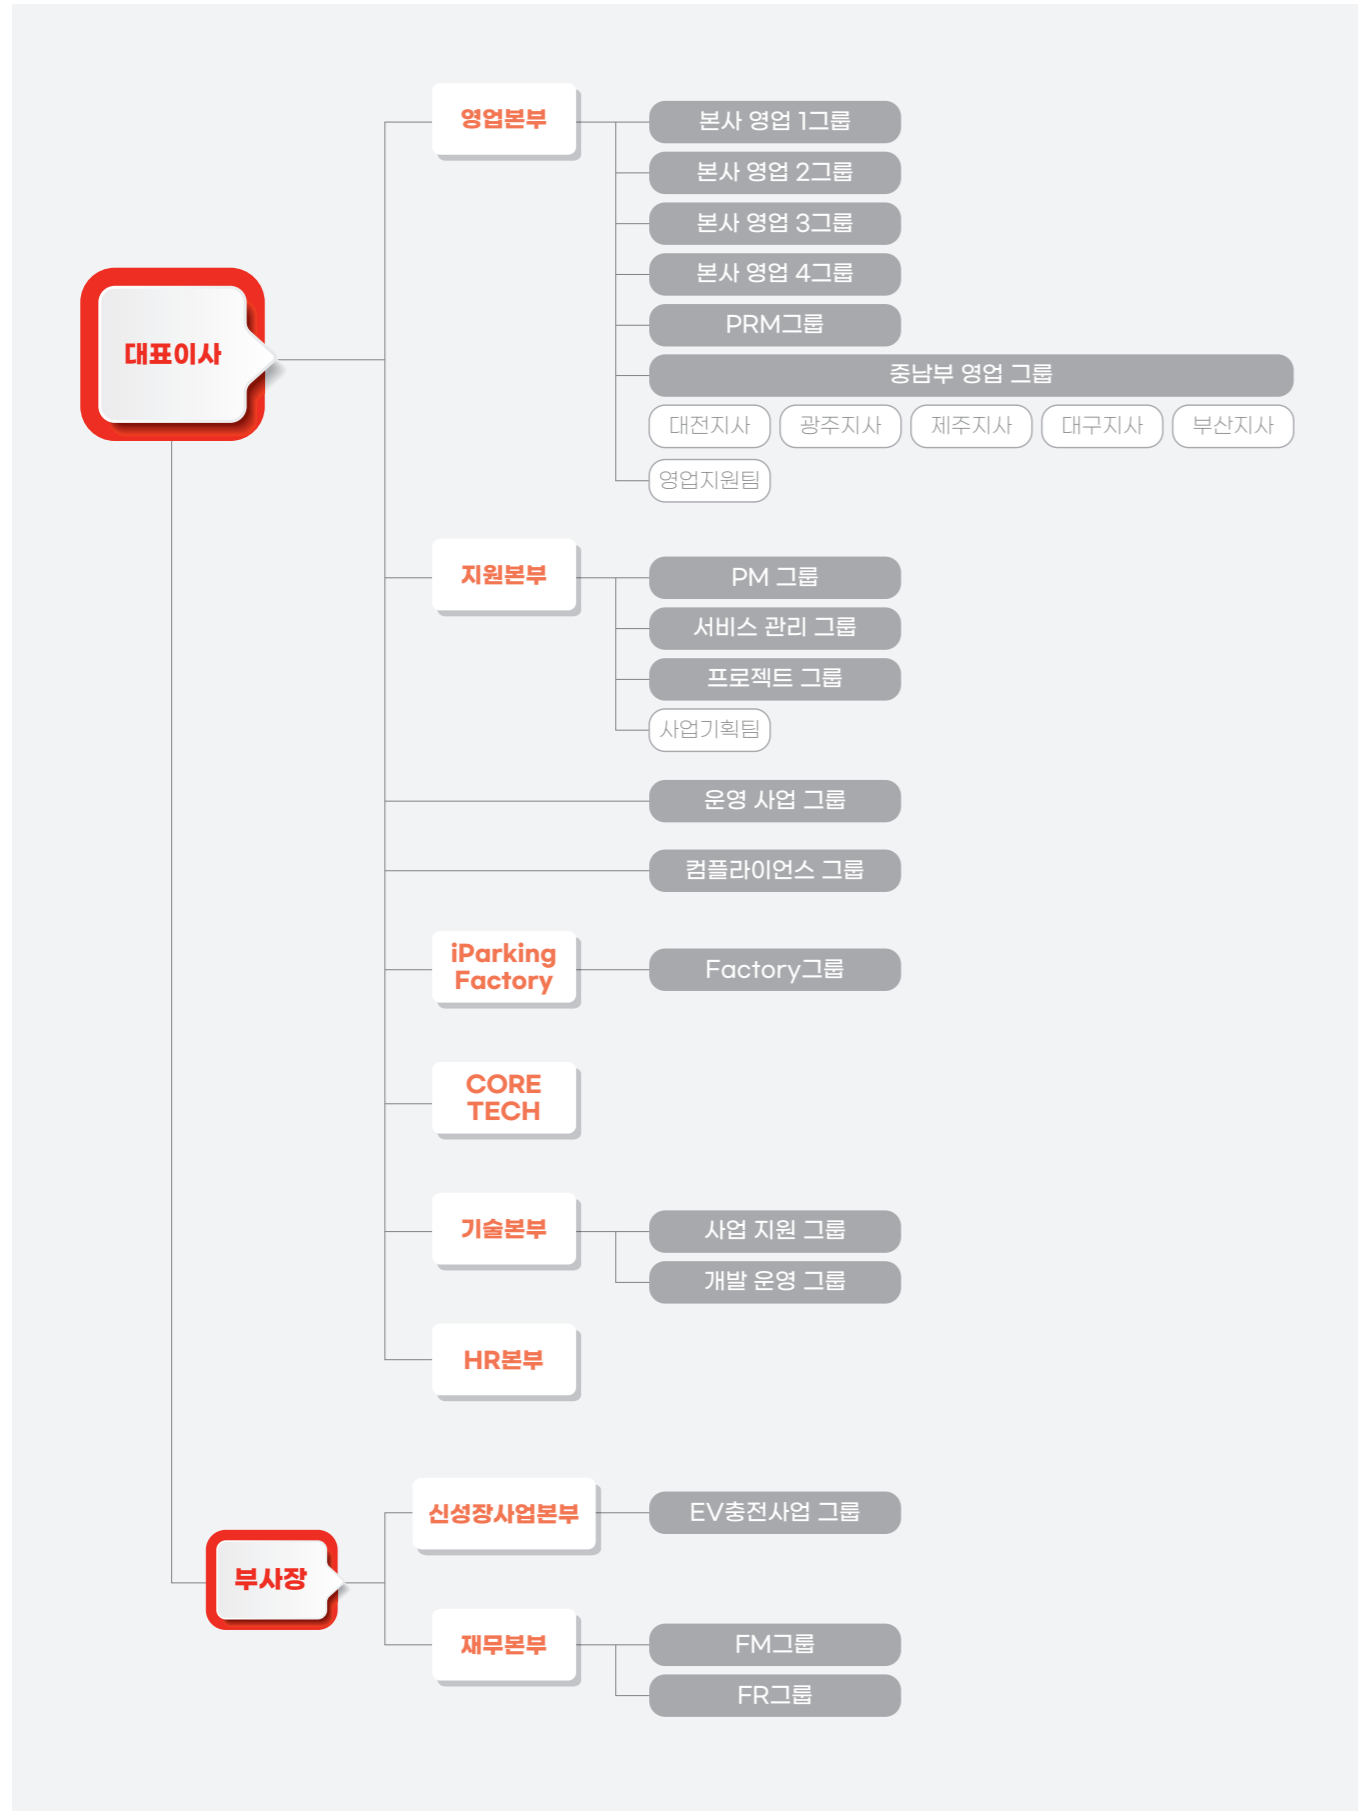 대표이사
영업본부
본사 영업 1그룹
본사 영업 2그룹
본사 영업 3그룹
본사 영업 4그룹
PRM그룹
중남부 영업 그룹
대전지사 광주지사 제주지사 대구지사 부산지사
영업지원팀
지원본부
PM 그룹
서비스 관리 그룹
프로젝트 그룹
사업기획팀
운영 사업 그룹
컴플라이언스 그룹
iParking
Factory
Factory그룹
CORE
TECH
기술본부
사업 지원 그룹
개발 운영 그룹
HR본부
부사장
신성장사업본부
EV충전사업 그룹
재무본부
FM그룹
FR그룹